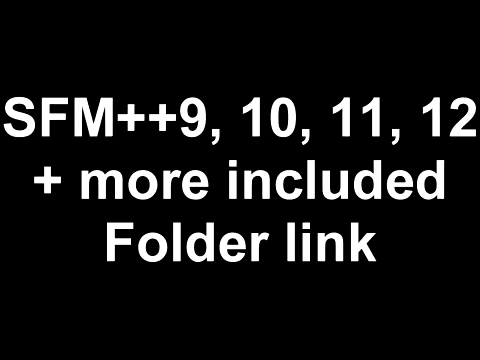 SFM++9, 10, 11, 12
+ more included
Folder link